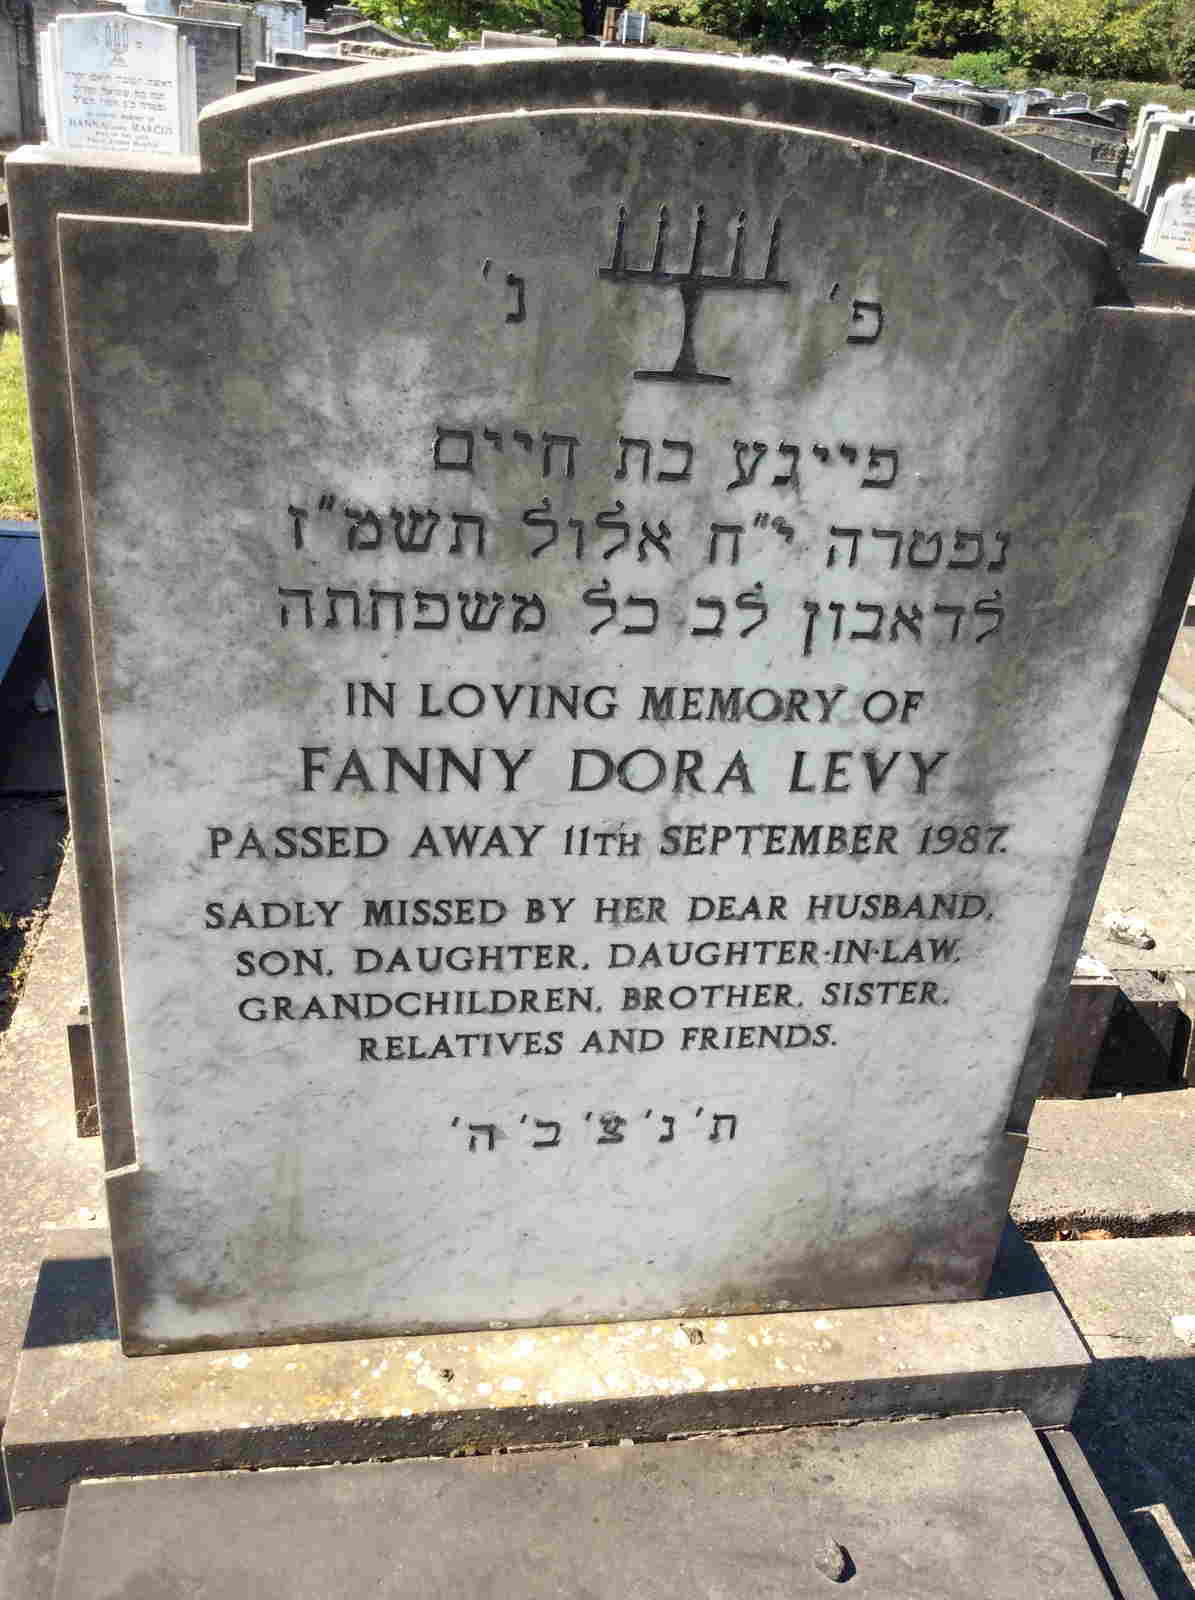 פ' נ'
פייגע בת חיים
נפטרה י"ח אלול תשמ"ז
לדאבון לב כל משפחתה
IN LOVING MEMORY OF
FANNY DORA LEVY
PASSED AWAY 11TH SEPTEMBER 1987.
SADLY MISSED BY HER DEAR HUSBAND,
SON, DAUGHTER, DAUGHTER-IN-LAW,
GRANDCHILDREN, BROTHER, SISTER,
RELATIVES AND FRIENDS.
ת' נ' צ' ב' ה'
HANNAH MARCUS